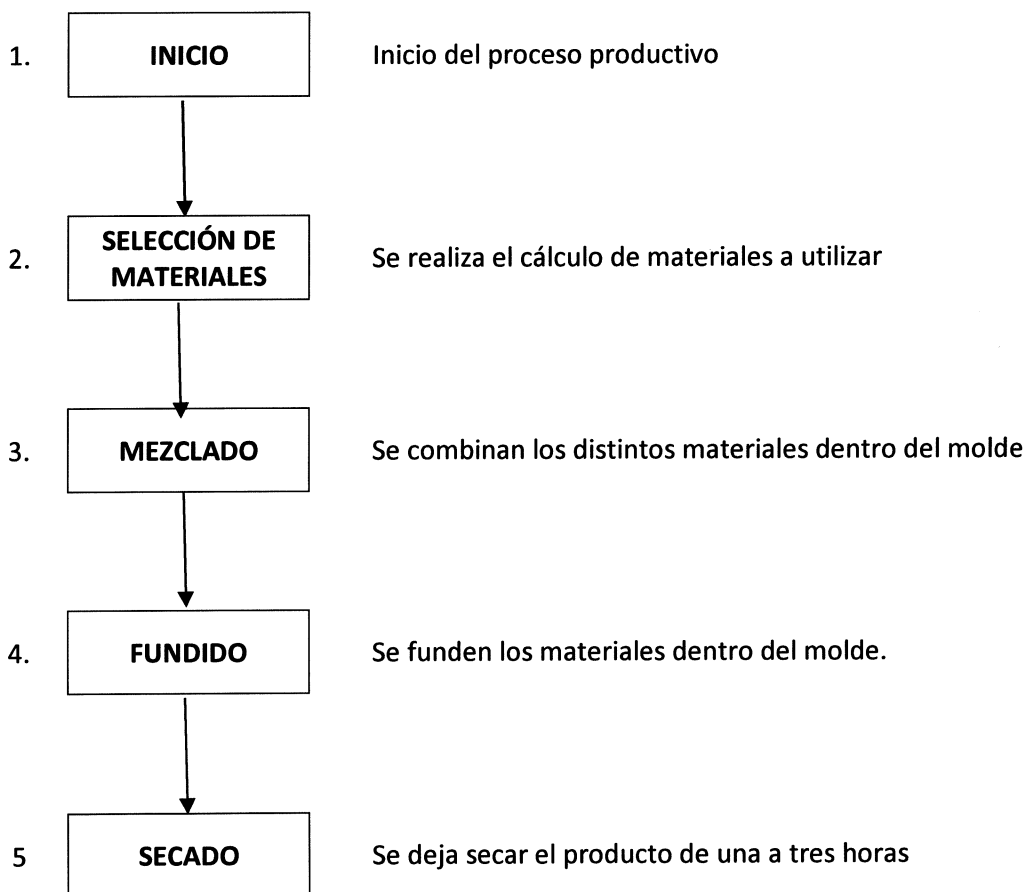 1. INICIO Inicio del proceso productivo
2. SELECCIÓN DE
MATERIALES Se realiza el cálculo de materiales a utilizar
3. MEZCLADO Se combinan los distintos materiales dentro del molde
4. FUNDIDO Se funden los materiales dentro del molde.
5 SECADO Se deja secar el producto de una a tres horas